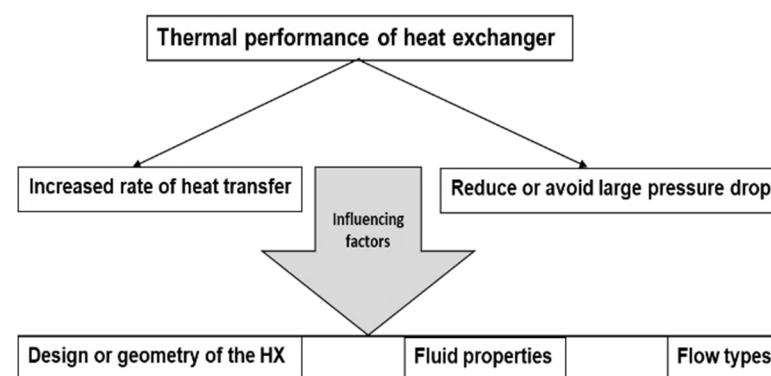 Thermal performance of heat exchanger
Increased rate of heat transfer
Reduce or avoid large pressure drop
Influencing
factors
Design or geometry of the HX
Fluid properties
Flow types